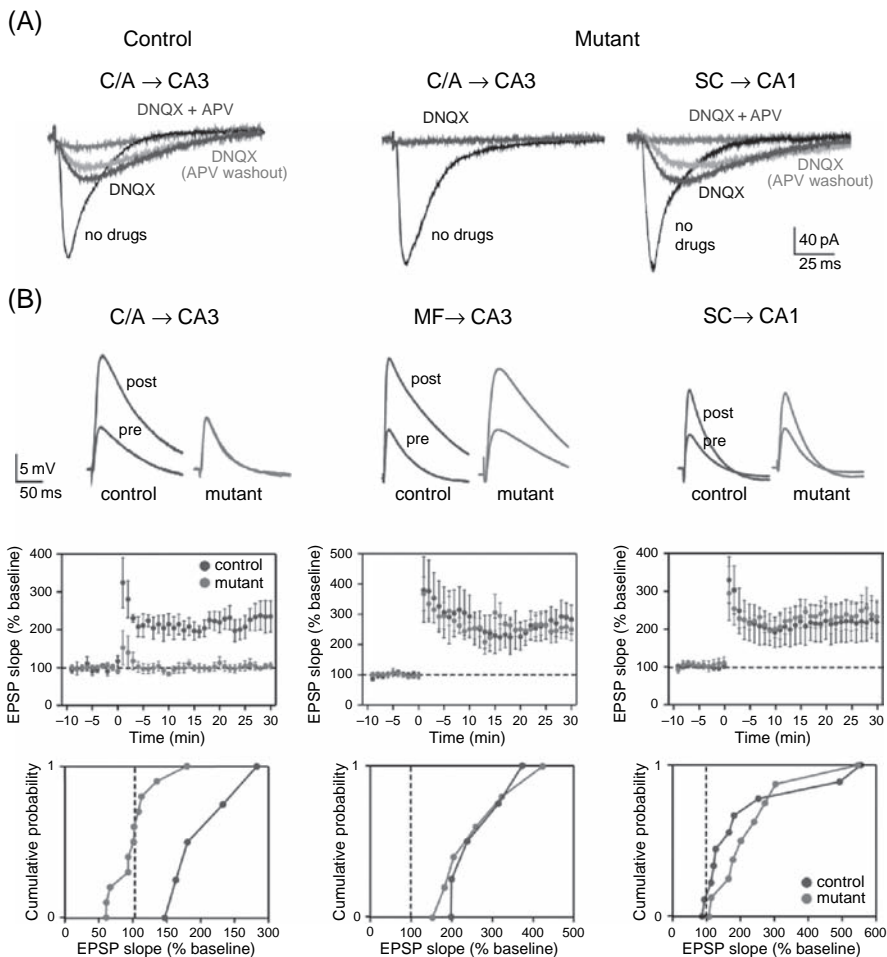 (A)
Control
Mutant
C/A → CA3
C/A → CA3
SC → CA1
DNQX + APV
DNQX
(APV washout)
DNQX
no drugs
DNQX
no drugs
DNQX + APV
DNQX
(APV washout)
DNQX
no
drugs
40 pA
25 ms
(B)
C/A → CA3
MF → CA3
SC → CA1
post
pre
control
mutant
5 mV
50 ms
post
pre
control
mutant
post
pre
control
mutant
EPSP slope (% baseline)
400
300
200
100
0
control
mutant
−10 −5 0 −5 10 15 20 25 30
Time (min)
EPSP slope (% baseline)
500
400
300
200
100
0
−10 −5 0 −5 10 15 20 25 30
Time (min)
EPSP slope (% baseline)
400
300
200
100
0
−10 −5 0 −5 10 15 20 25 30
Time (min)
Cumulative probability
1
0
0 50 100 150 200 250 300
EPSP slope (% baseline)
Cumulative probability
1
0
0 100 200 300 400 500
EPSP slope (% baseline)
Cumulative probability
1
0
control
mutant
0 100 200 300 400 500 600
EPSP slope (% baseline)